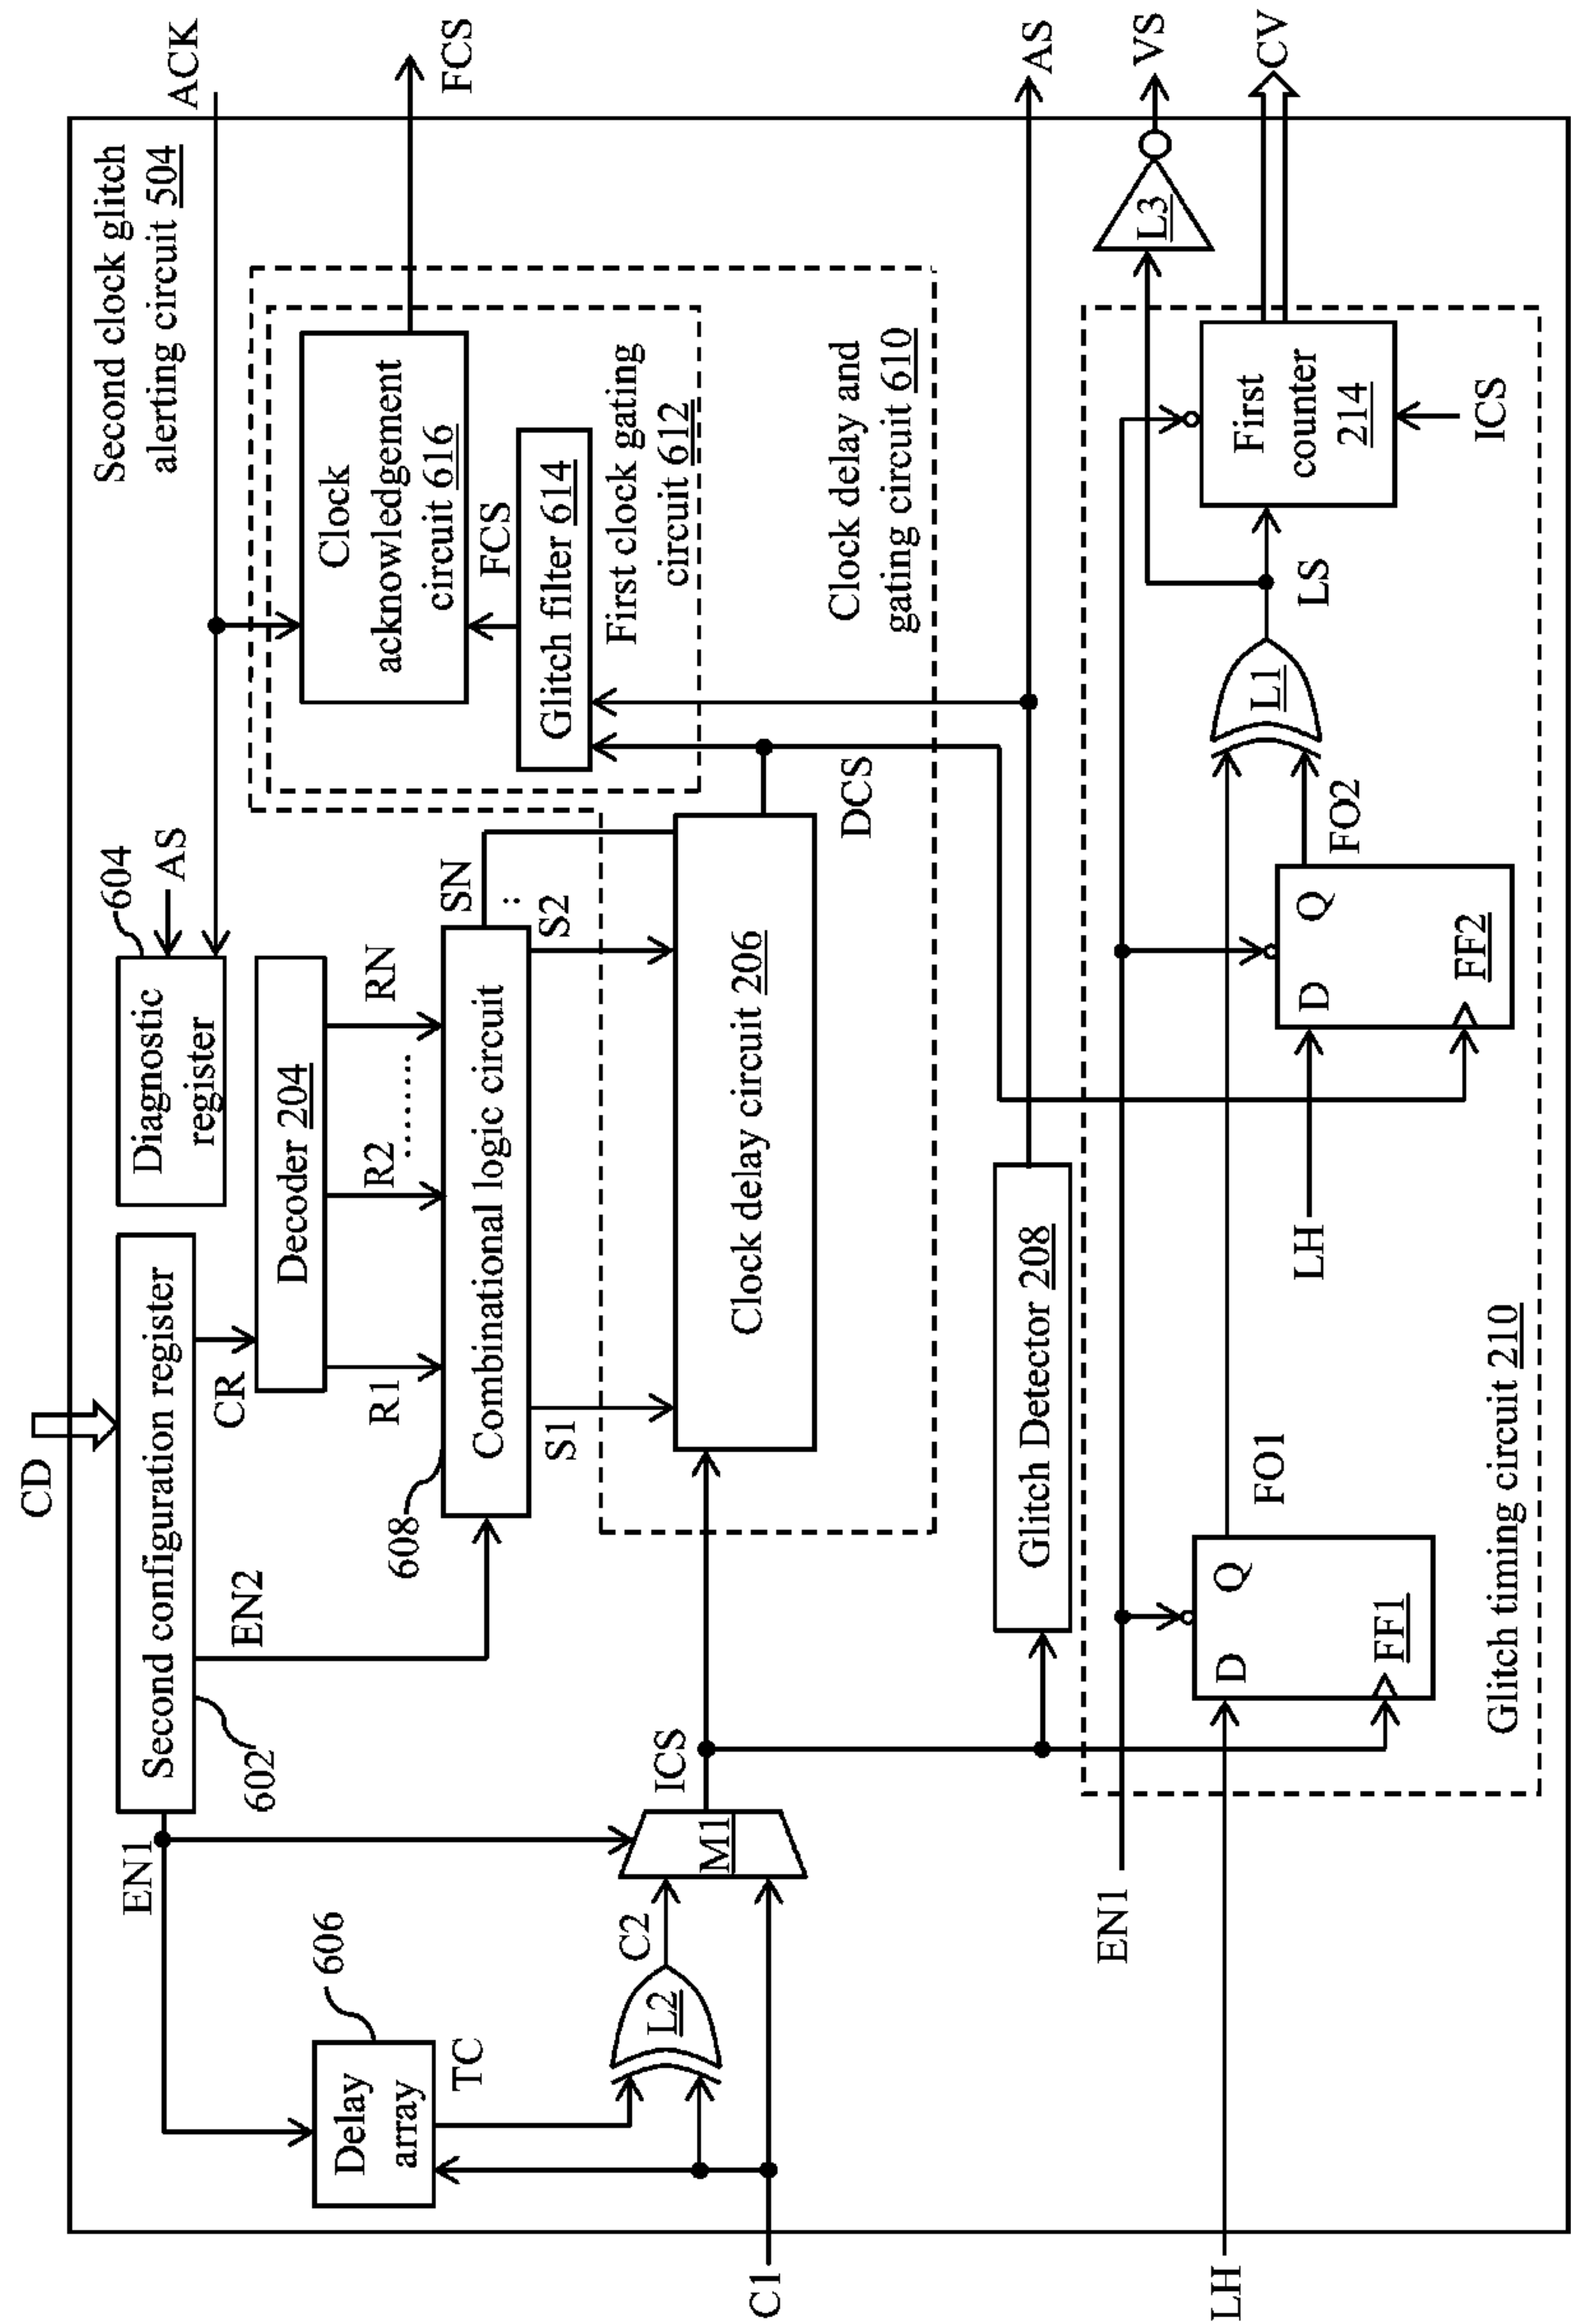 CD
ACK
Second clock glitch
alerting circuit 504
EN1
Second configuration register
602
Diagnostic
register
604
AS
CR
EN2
Decoder 204
R1
R2
........
RN
608
Combinational logic circuit
S1
SN
:
S2
606
Delay
array
TC
L2
C2
M1
ICS
C1
Clock delay circuit 206
DCS
Clock
acknowledgement
circuit 616
FCS
FCS
Glitch filter 614
First clock gating
circuit 612
Clock delay and
gating circuit 610
Glitch Detector 208
AS
EN1
LH
D
Q
FF1
FO1
LH
D
Q
FF2
FO2
L1
LS
First
counter
214
ICS
L3
VS
CV
Glitch timing circuit 210